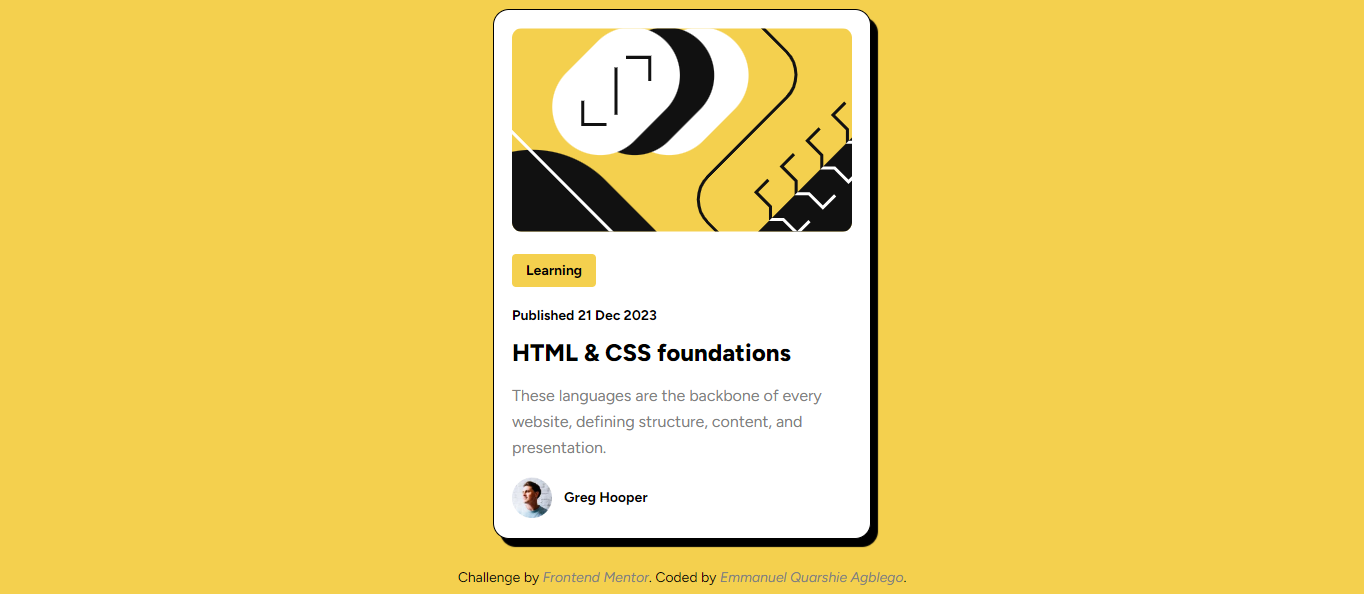 Learning
Published 21 Dec 2023
HTML & CSS foundations
These languages are the backbone of every
website, defining structure, content, and
presentation.
Greg Hooper
Challenge by Frontend Mentor. Coded by Emmanuel Quarshie Agblego.